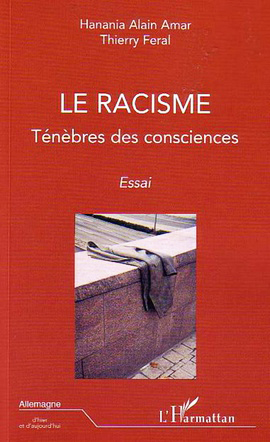 Hanania Alain Amar
Thierry Feral
LE RACISME
Ténèbres des consciences
Essai
Allemagne
d'hier
et d'aujourd'hui
L'Harmattan